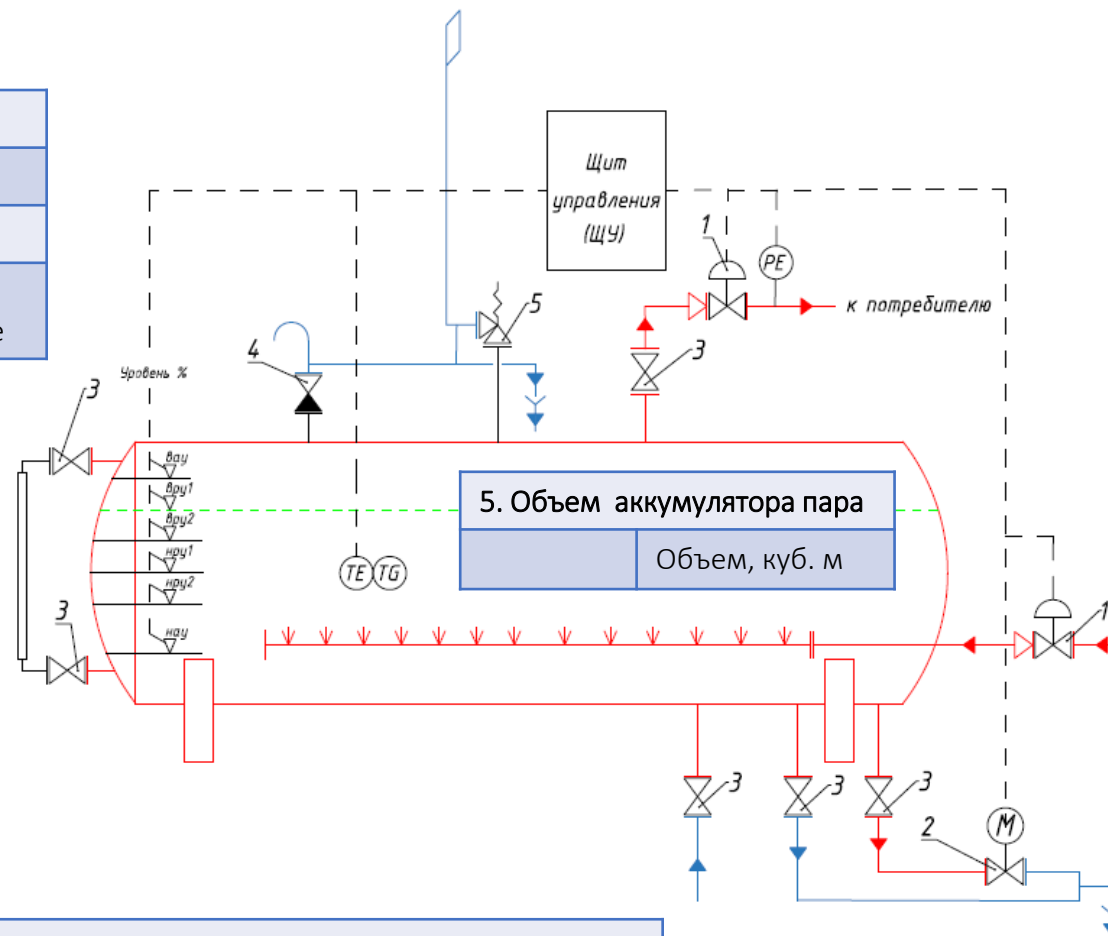 е
Щит
управления
(ЩУ)
1
PE
к потребителю
5
4
3
Уровень %
3
вау
вру1
вру2
нру1
нру2
нау
5. Объем аккумулятора пара
Объем, куб. м
TE
TG
3
1
3
3
3
2
M